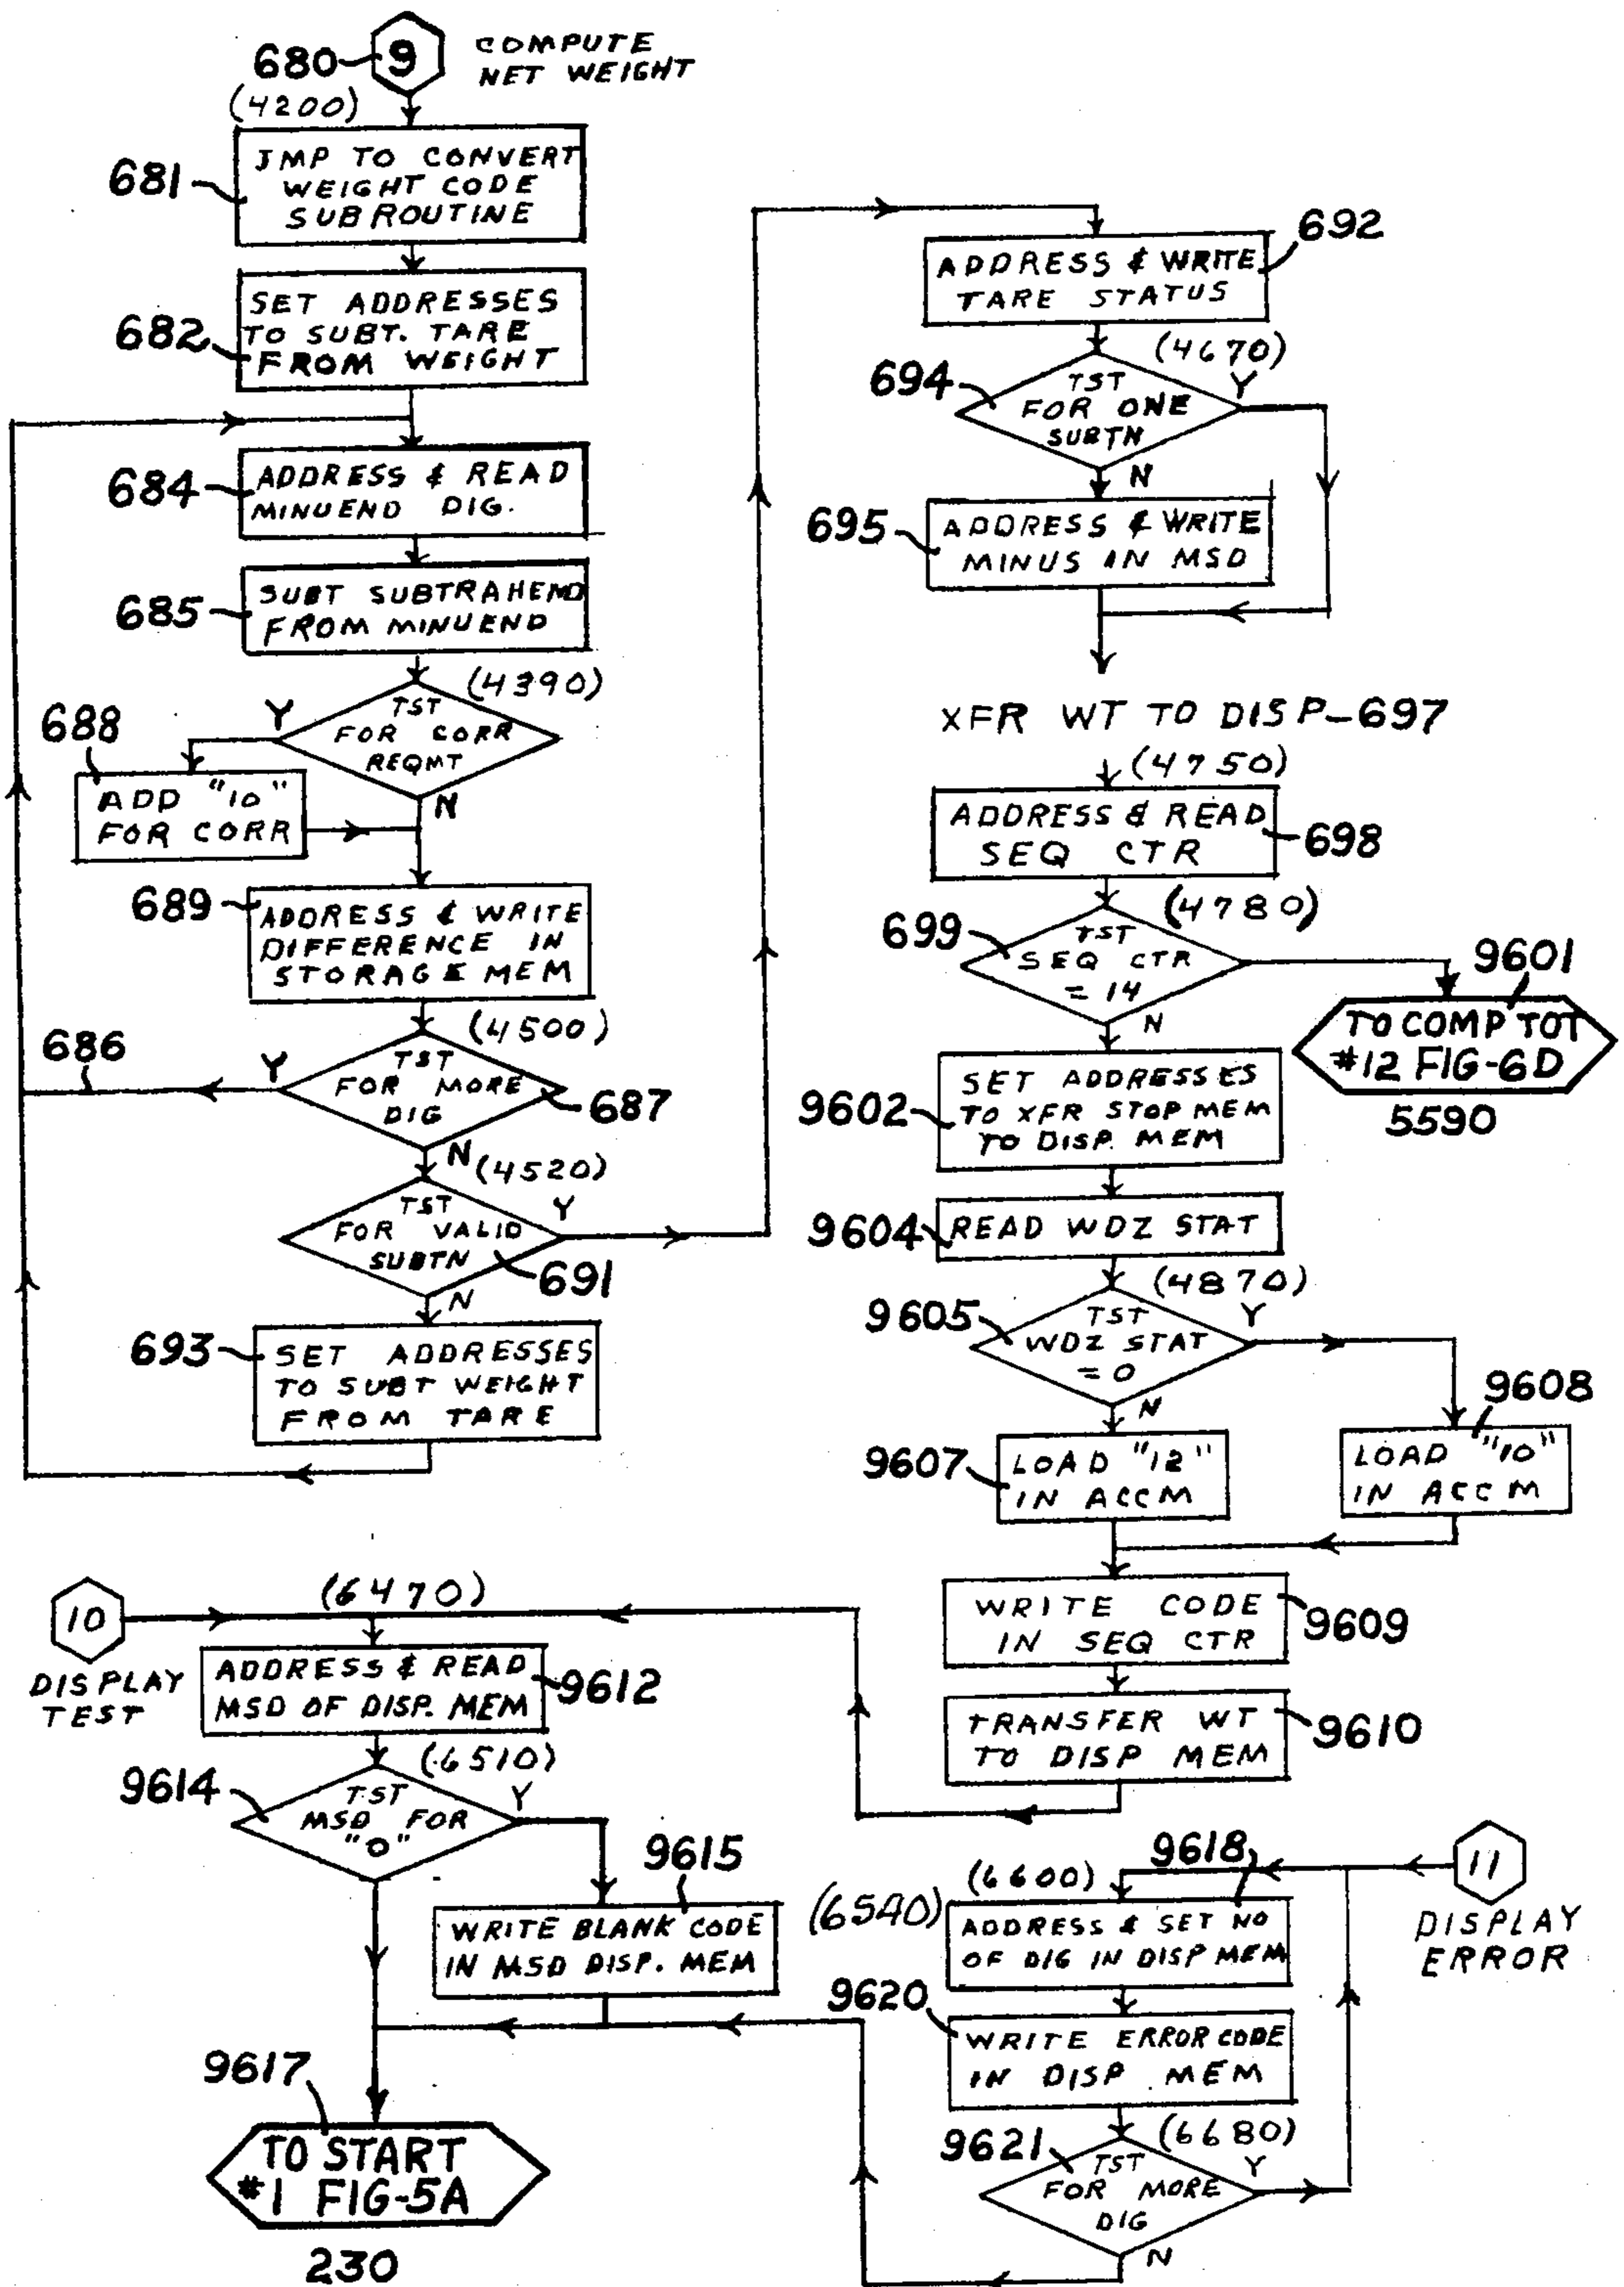 680
9
COMPUTE
NET WEIGHT
(4200)
681
JMP TO CONVERT
WEIGHT CODE
SUBROUTINE
682
SET ADDRESSES
TO SUBT. TARE
FROM WEIGHT
684
ADDRESS & READ
MINUEND DIG.
685
SUBT SUBTRAHEND
FROM MINUEND
(4390)
TST
FOR CORR
REQMT
Y
N
688
ADD "10"
FOR CORR
689
ADDRESS & WRITE
DIFFERENCE IN
STORAGE MEM
(4500)
686
Y
TST
FOR MORE
DIG
687
N
(4520)
TST
FOR VALID
SUBTN
Y
691
N
693
SET ADDRESSES
TO SUBT WEIGHT
FROM TARE
692
ADDRESS & WRITE
TARE STATUS
(4670)
694
TST
FOR ONE
SUBTN
Y
N
695
ADDRESS & WRITE
MINUS IN MSD
XFR WT TO DISP-697
(4750)
ADDRESS & READ
SEQ CTR
698
(4780)
699
TST
SEQ CTR
= 14
N
9601
TO COMP TOT
#12 FIG-6D
5590
9602
SET ADDRESSES
TO XFR STOP MEM
TO DISP. MEM
9604
READ WDZ STAT
(4870)
9605
TST
WDZ STAT
= 0
Y
N
9607
LOAD "12"
IN ACCM
9608
LOAD "10"
IN ACCM
WRITE CODE
IN SEQ CTR
9609
TRANSFER WT
TO DISP MEM
9610
10
DISPLAY
TEST
(6470)
ADDRESS & READ
MSD OF DISP. MEM
9612
(6510)
9614
TST
MSD FOR
"0"
Y
9615
WRITE BLANK CODE
IN MSD DISP. MEM
(6540)
9617
TO START
#1 FIG-5A
230
11
DISPLAY
ERROR
9618
(6600)
ADDRESS & SET NO
OF DIG IN DISP MEM
9620
WRITE ERROR CODE
IN DISP. MEM
(6680)
9621
TST
FOR MORE
DIG
Y
N